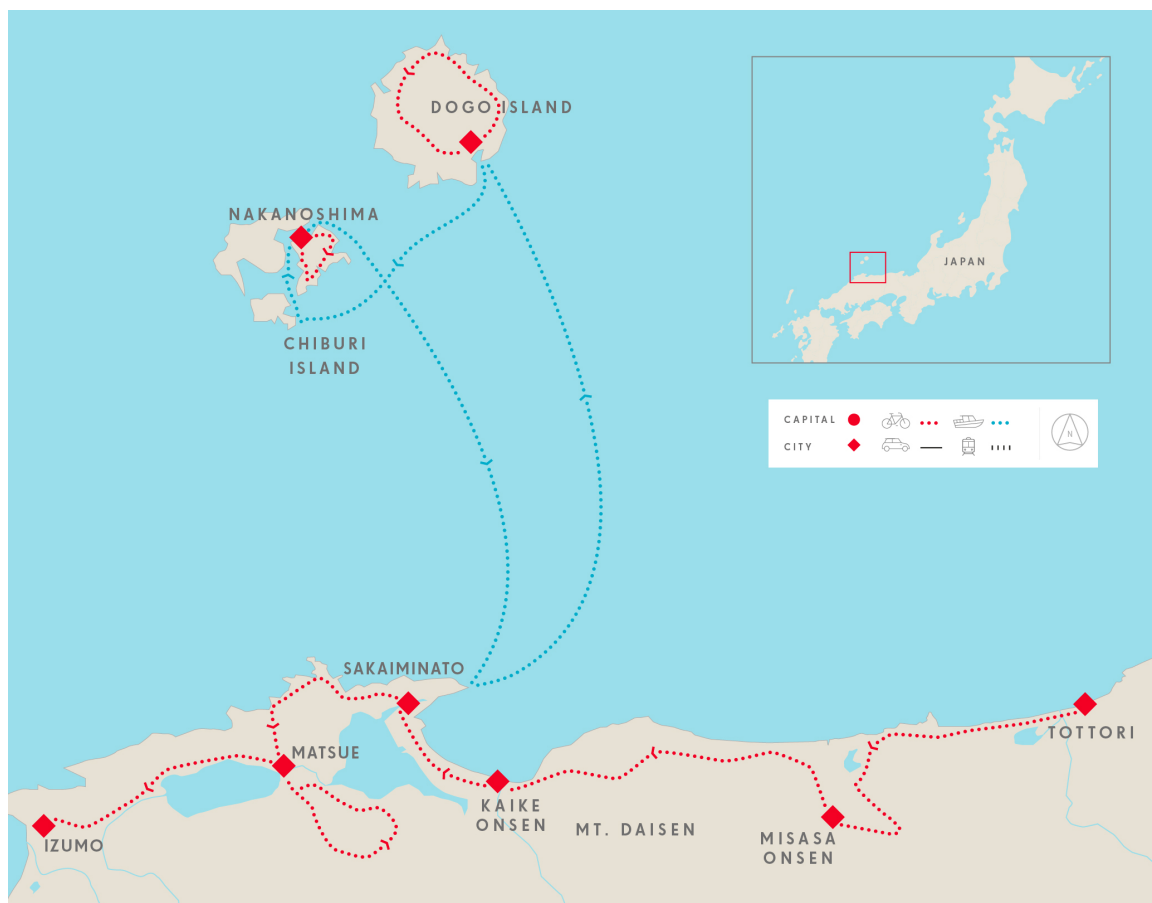 DOGO ISLAND
NAKANOSHIMA
CHIBURI
ISLAND
JAPAN
CAPITAL
CITY
N
SAKAIMINATO
MATSUE
IZUMO
KAIKE
ONSEN
MT. DAISEN
MISASA
ONSEN
TOTTORI